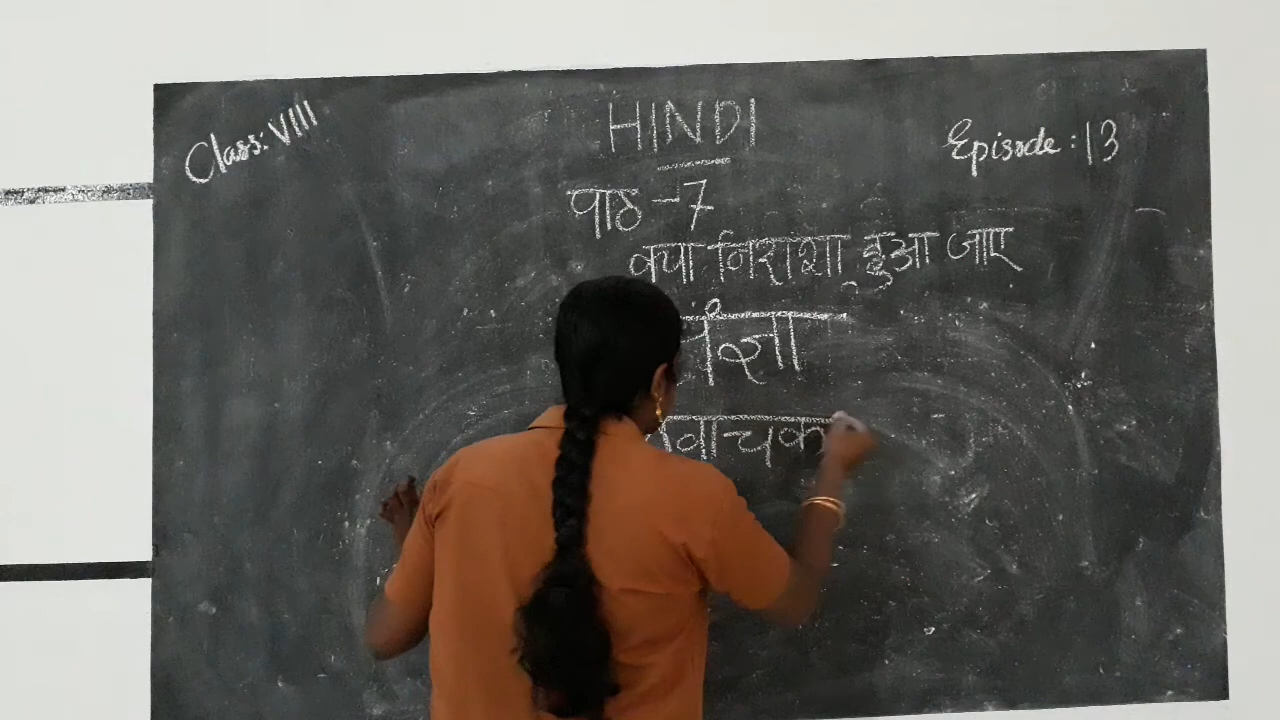 Class: VIII
HINDI
Episode: 13
पाठ - 7
क्या निराशा हुआ जाए